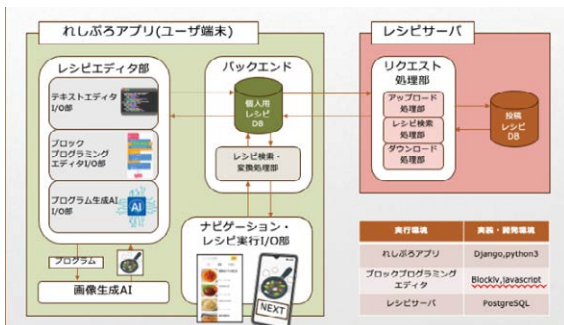 れしぷろアプリ(ユーザ端末)
レシピエディタ部
テキストエディタ
I/O部
ブロック
プログラミング
エディタI/O部
プログラム生成AI
I/O部
AI
プログラム
画像生成AI
バックエンド
個人用
レシピ
DB
レシピ検索・
変換処理部
ナビゲーション・
レシピ実行I/O部
NEXT
レシピサーバ
リクエスト
処理部
アップロード
処理部
レシピ検索
処理部
ダウンロード
処理部
投稿
レシピ
DB
実行環境 実装・開発環境
れしぷろアプリ Django,python3
ブロックプログラミング
エディタ Blockly,javascript
レシピサーバ PostgreSQL